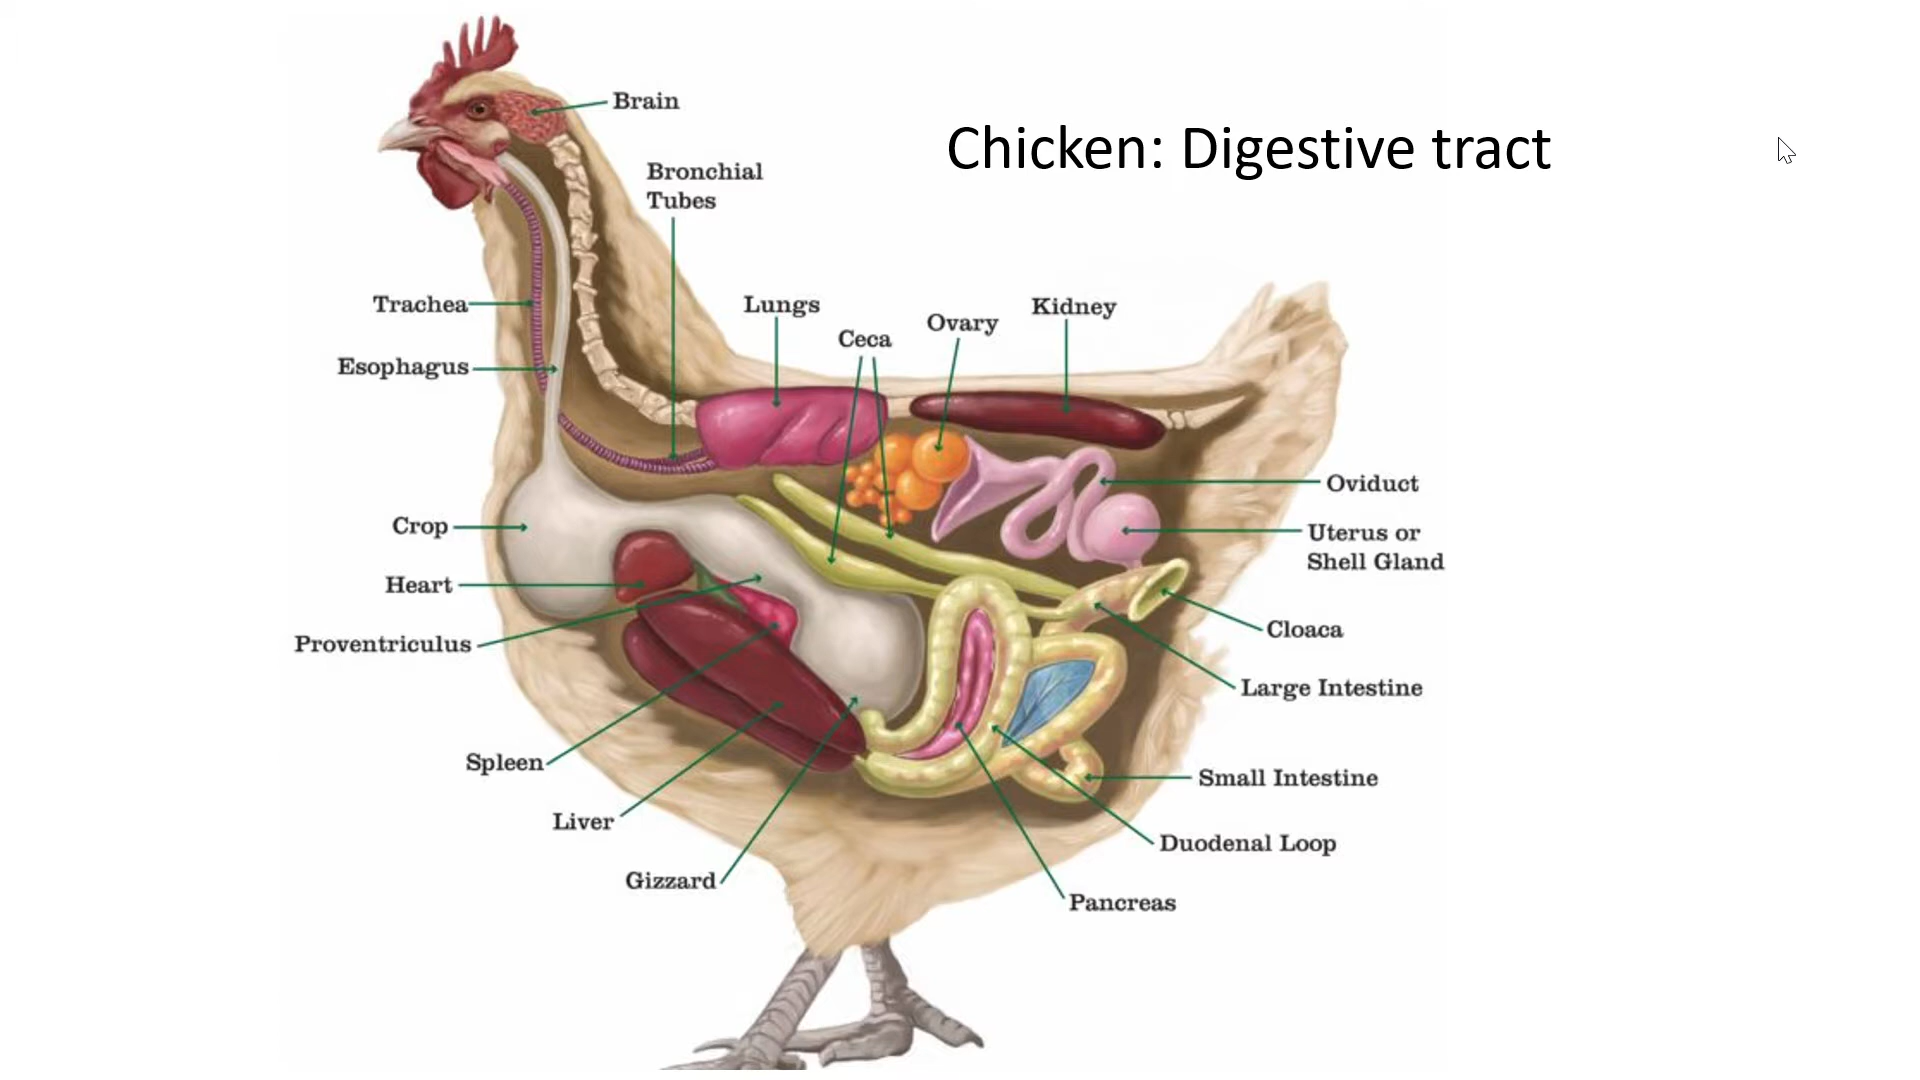 Chicken: Digestive tract
Brain
Bronchial
Tubes
Trachea
Lungs
Ceca
Ovary
Kidney
Esophagus
Oviduct
Crop
Uterus or
Shell Gland
Heart
Cloaca
Proventriculus
Large Intestine
Spleen
Small Intestine
Liver
Duodenal Loop
Gizzard
Pancreas